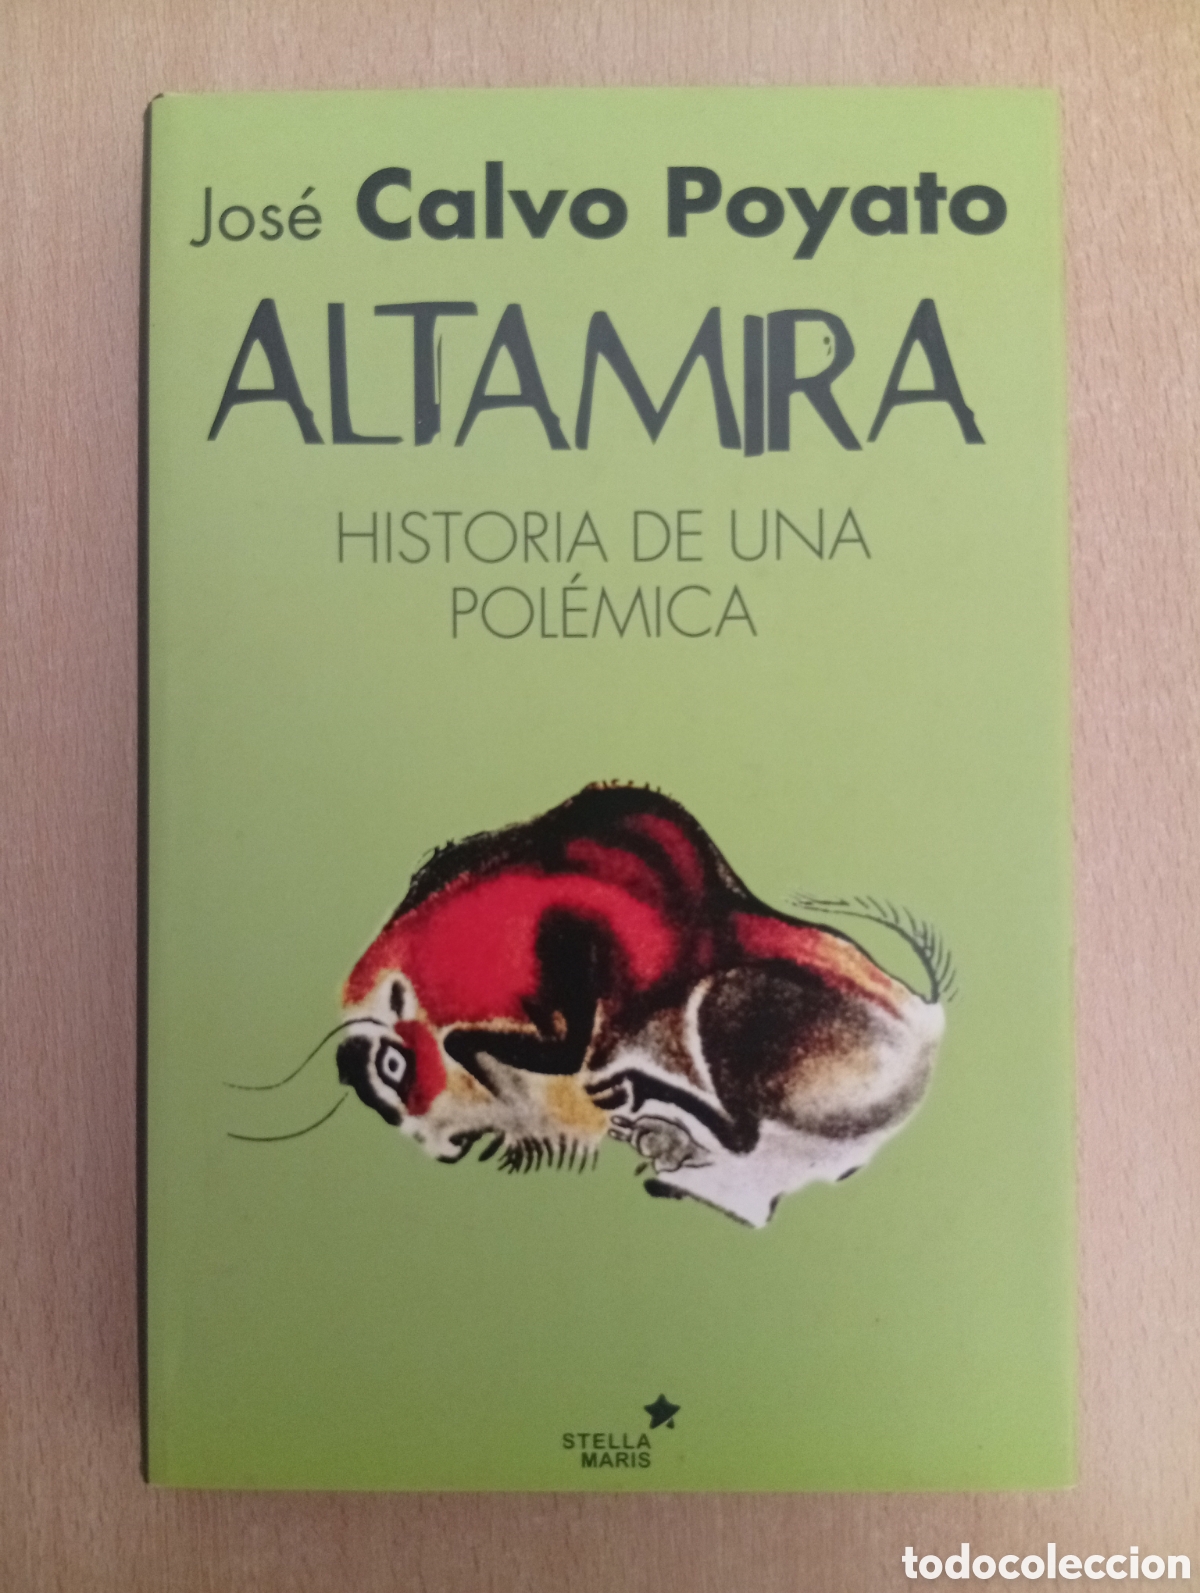 José Calvo Poyato
ALTAMIRA
HISTORIA DE UNA
POLÉMICA
STELLA
MARIS
todocoleccion